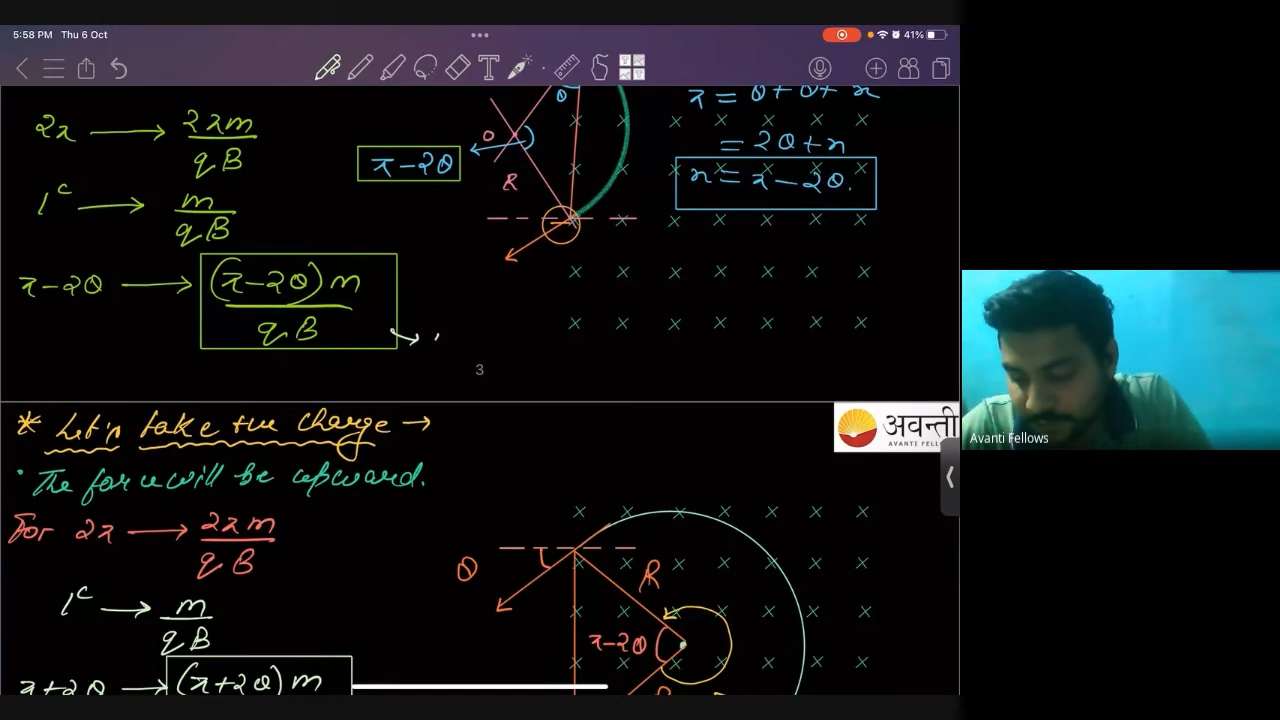 5:58 PM Thu 6 Oct
41%
π = θ + θ + x
2π → 2πm / qB
= 2θ + x
x = π − 2θ.
π − 2θ
θ
O
R
1ᶜ → m / qB
π − 2θ → (π − 2θ) m / qB
3
* Let's take +ve charge →
अवन्ती
AVANTI FELLOWS
· The force will be upward.
For 2π → 2πm / qB
θ
R
1ᶜ → m / qB
π − 2θ
π + 2θ → (π + 2θ) m
Avanti Fellows